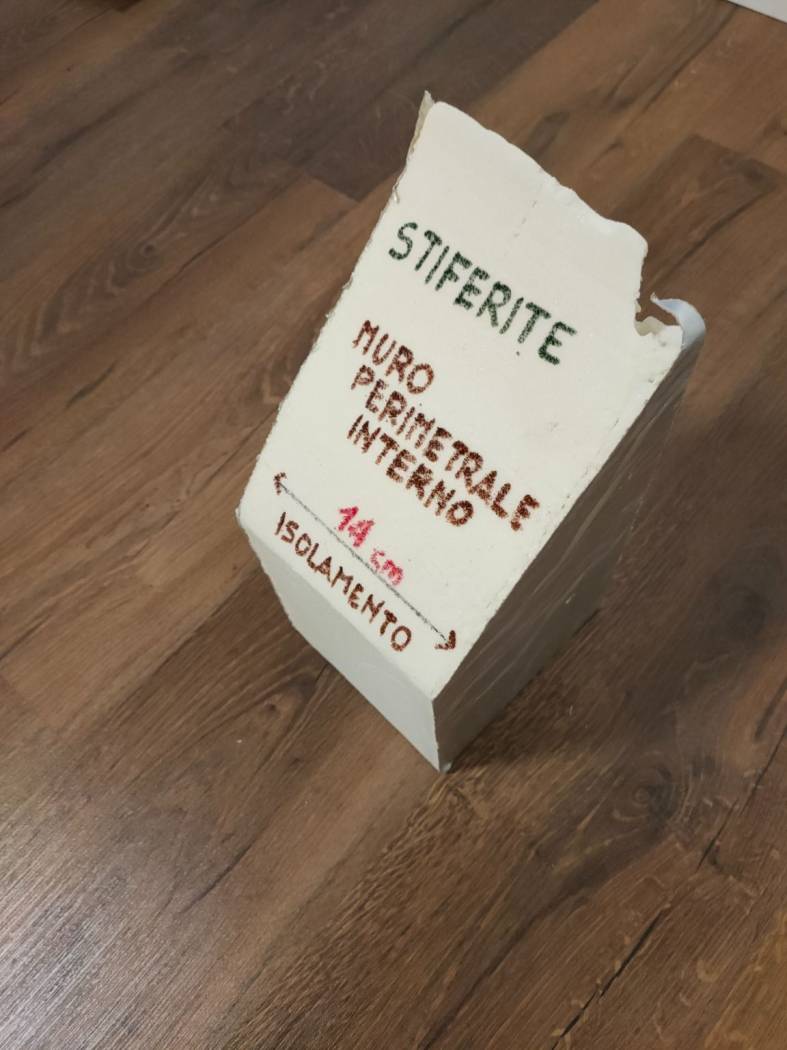 STIFERITE
MURO
PERIMETRALE
INTERNO
14 cm
ISOLAMENTO